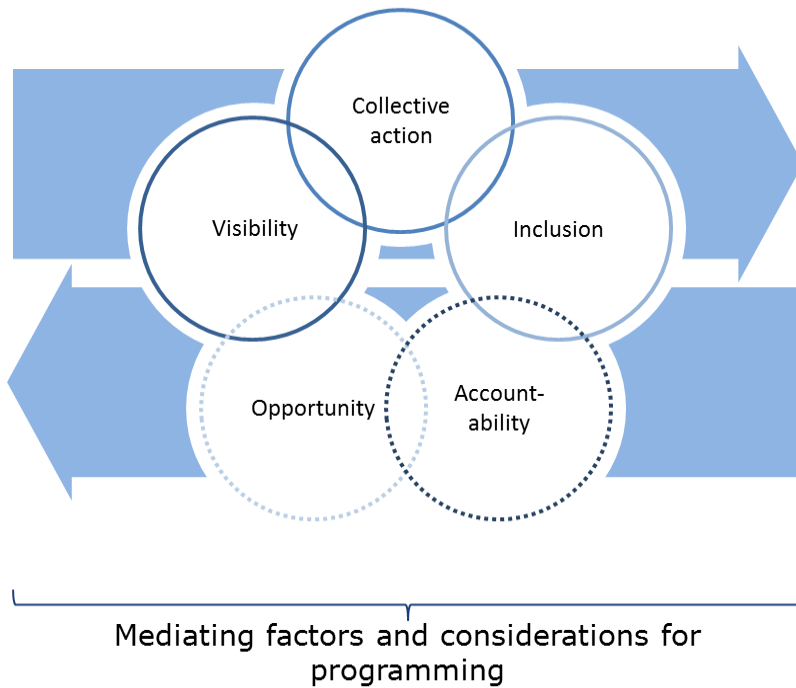 Collective
action
Visibility
Inclusion
Opportunity
Account-
ability
Mediating factors and considerations for
programming